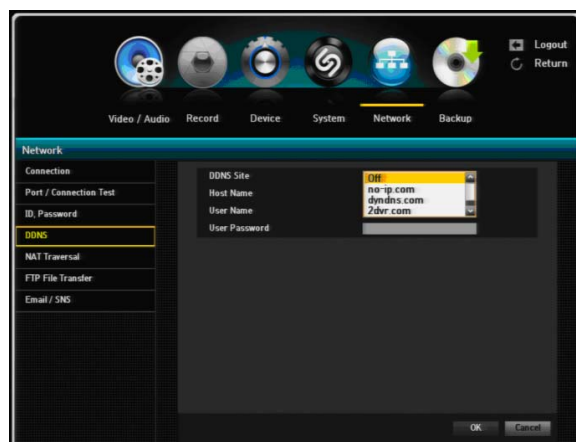 Logout
Return
Video / Audio Record Device System Network Backup
Network
Connection
Port / Connection Test
ID, Password
DDNS
NAT Traversal
FTP File Transfer
Email / SNS
DDNS Site Off
Host Name no-ip.com
dyndns.com
User Name 2dvr.com
User Password
OK Cancel